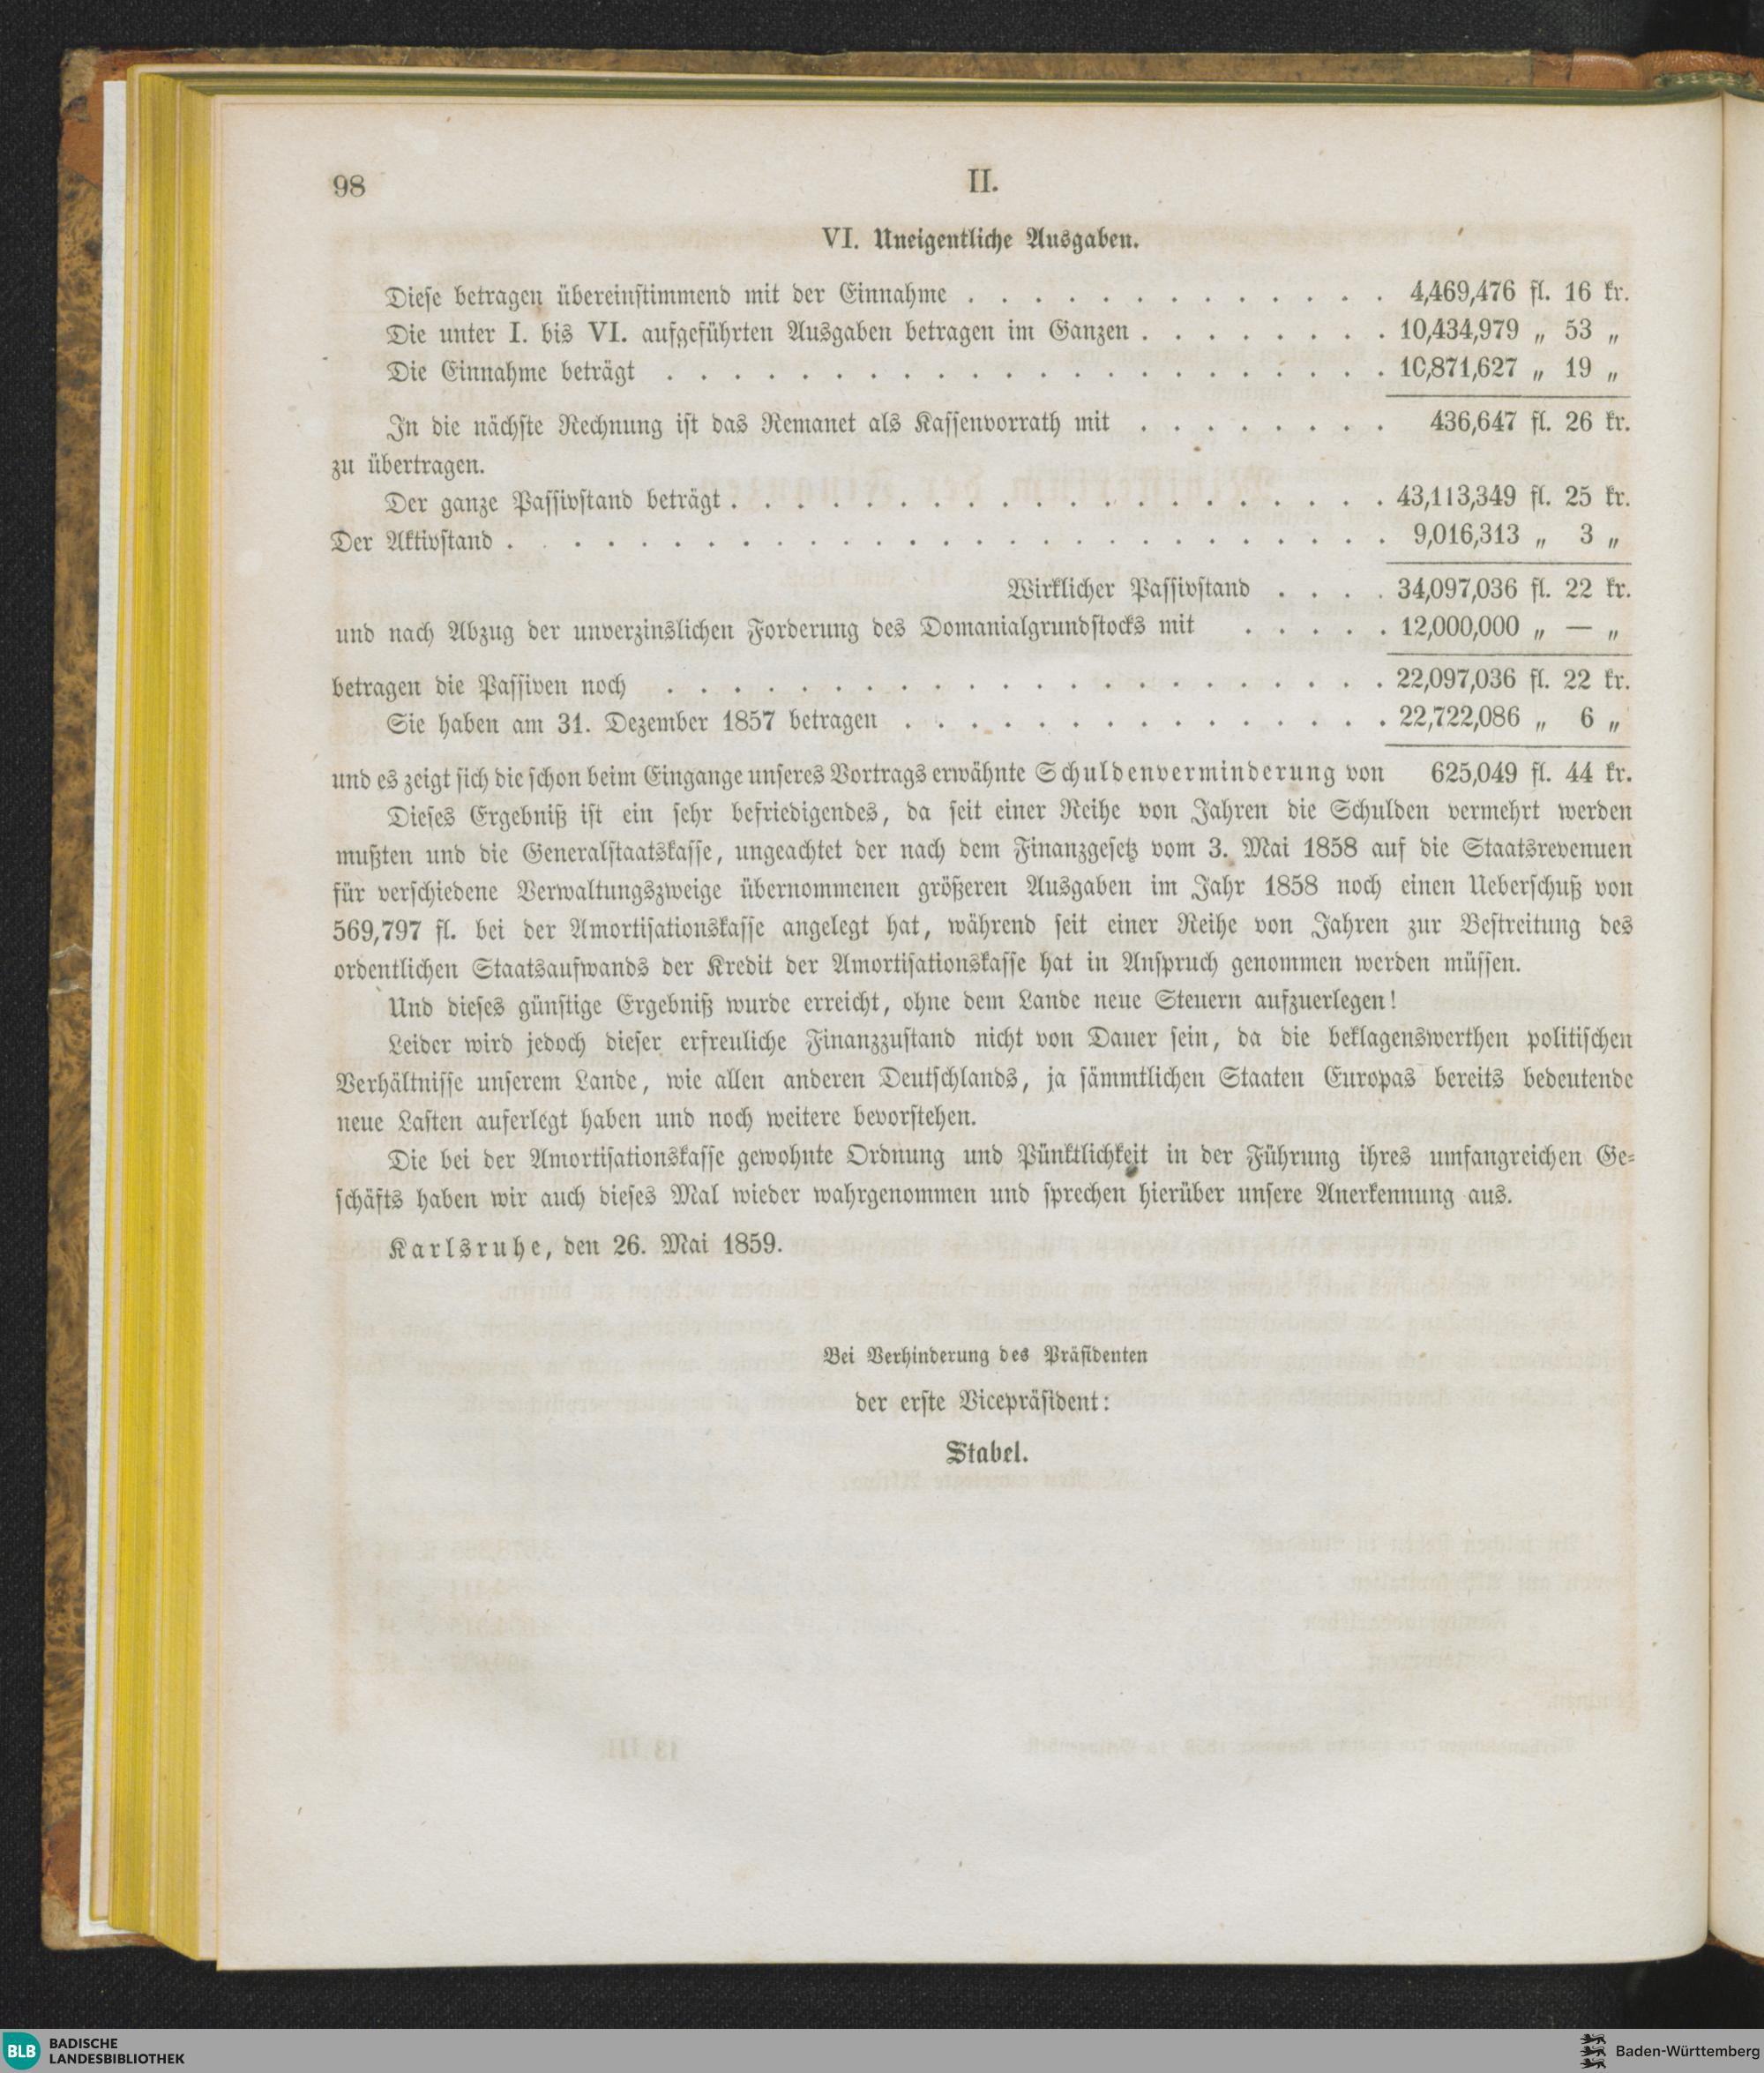 98
II.
VI. Uneigentliche Ausgaben.
Diese betragen übereinstimmend mit der Einnahme . . . . . . . . . . . . . 4,469,476 fl. 16 kr.
Die unter I. bis VI. aufgeführten Ausgaben betragen im Ganzen . . . . . . . . 10,434,979 „ 53 „
Die Einnahme beträgt . . . . . . . . . . . . . . . . . . . . . . 10,871,627 „ 19 „
In die nächste Rechnung ist das Remanet als Kassenvorrath mit . . . . . . . . 436,647 fl. 26 kr.
zu übertragen.
Der ganze Passivstand beträgt . . . . . . . . . . . . . . . . . . . . 43,113,349 fl. 25 kr.
Der Aktivstand . . . . . . . . . . . . . . . . . . . . . . . . . . 9,016,313 „ 3 „
Wirklicher Passivstand . . . . 34,097,036 fl. 22 kr.
und nach Abzug der unverzinslichen Forderung des Domanialgrundstocks mit . . . . . 12,000,000 „ — „
betragen die Passiven noch . . . . . . . . . . . . . . . . . . . . . . 22,097,036 fl. 22 kr.
Sie haben am 31. Dezember 1857 betragen . . . . . . . . . . . . . . . 22,722,086 „ 6 „
und es zeigt sich die schon beim Eingange unseres Vortrags erwähnte Schuldenverminderung von 625,049 fl. 44 kr.
Dieses Ergebniß ist ein sehr befriedigendes, da seit einer Reihe von Jahren die Schulden vermehrt werden
mußten und die Generalstaatskasse, ungeachtet der nach dem Finanzgesetz vom 3. Mai 1858 auf die Staatsrevenuen
für verschiedene Verwaltungszweige übernommenen größeren Ausgaben im Jahr 1858 noch einen Ueberschuß von
569,797 fl. bei der Amortisationskasse angelegt hat, während seit einer Reihe von Jahren zur Bestreitung des
ordentlichen Staatsaufwands der Kredit der Amortisationskasse hat in Anspruch genommen werden müssen.
Und dieses günstige Ergebniß wurde erreicht, ohne dem Lande neue Steuern aufzuerlegen!
Leider wird jedoch dieser erfreuliche Finanzzustand nicht von Dauer sein, da die beklagenswerthen politischen
Verhältnisse unserem Lande, wie allen anderen Deutschlands, ja sämmtlichen Staaten Europas bereits bedeutende
neue Lasten auferlegt haben und noch weitere bevorstehen.
Die bei der Amortisationskasse gewohnte Ordnung und Pünktlichkeit in der Führung ihres umfangreichen Ge-
schäfts haben wir auch dieses Mal wieder wahrgenommen und sprechen hierüber unsere Anerkennung aus.
Karlsruhe, den 26. Mai 1859.
Bei Verhinderung des Präsidenten
der erste Vicepräsident:
Stabel.
BLB BADISCHE
LANDESBIBLIOTHEK
Baden-Württemberg